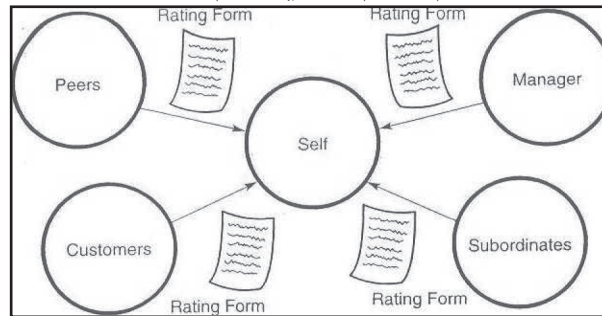 Rating Form
Rating Form
Peers
Manager
Self
Customers
Subordinates
Rating Form
Rating Form